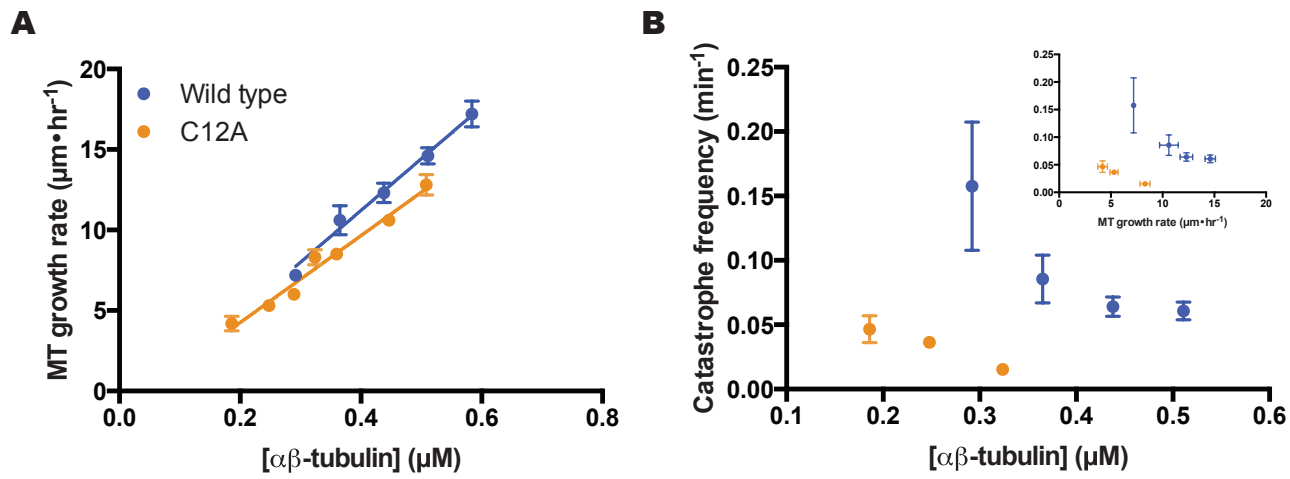 A
MT growth rate (µm•hr-1)
20
15
10
5
0
Wild type
C12A
0.0 0.2 0.4 0.6 0.8
[αβ-tubulin] (µM)
B
Catastrophe frequency (min-1)
0.25
0.20
0.15
0.10
0.05
0.00
0.1 0.2 0.3 0.4 0.5 0.6
[αβ-tubulin] (µM)
0.25
0.20
0.15
0.10
0.05
0.00
0 5 10 15 20
MT growth rate (µm•hr-1)